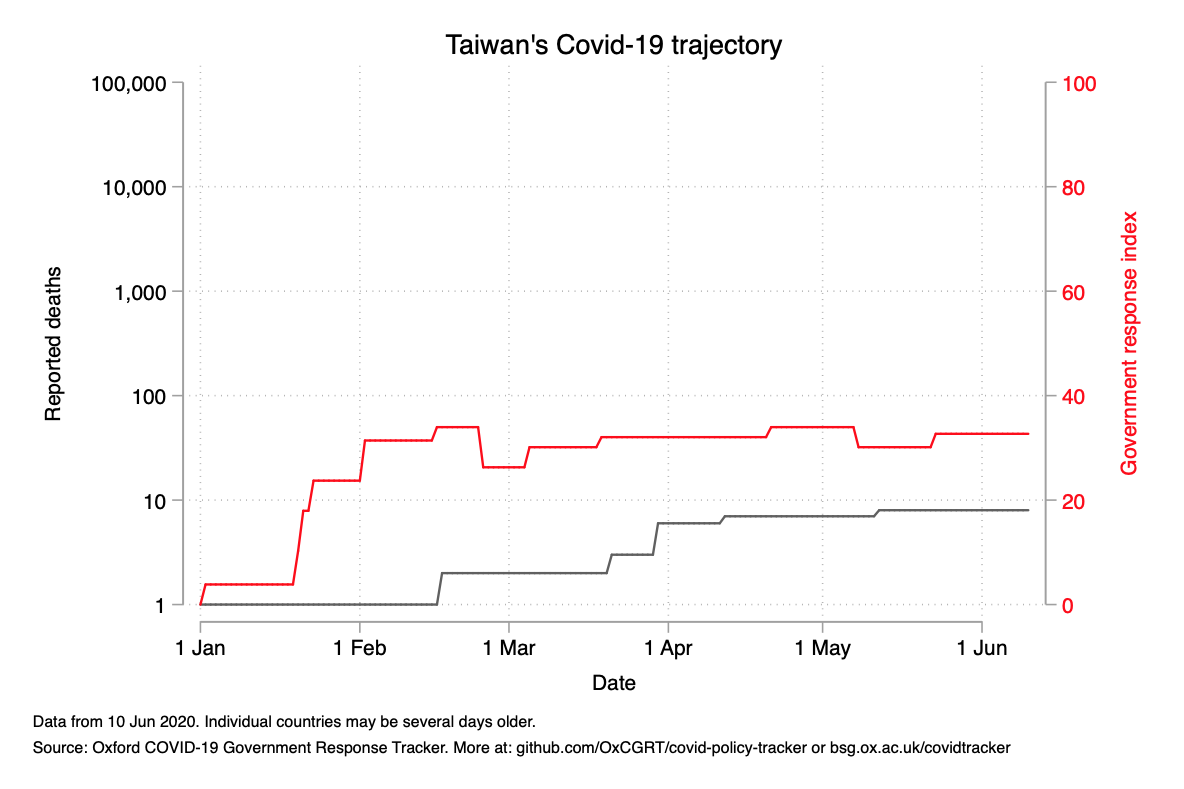 Taiwan's Covid-19 trajectory
100,000
10,000
1,000
100
10
1
Reported deaths
100
80
60
40
20
0
Government response index
1 Jan 1 Feb 1 Mar 1 Apr 1 May 1 Jun
Date
Data from 10 Jun 2020. Individual countries may be several days older.
Source: Oxford COVID-19 Government Response Tracker. More at: github.com/OxCGRT/covid-policy-tracker or bsg.ox.ac.uk/covidtracker